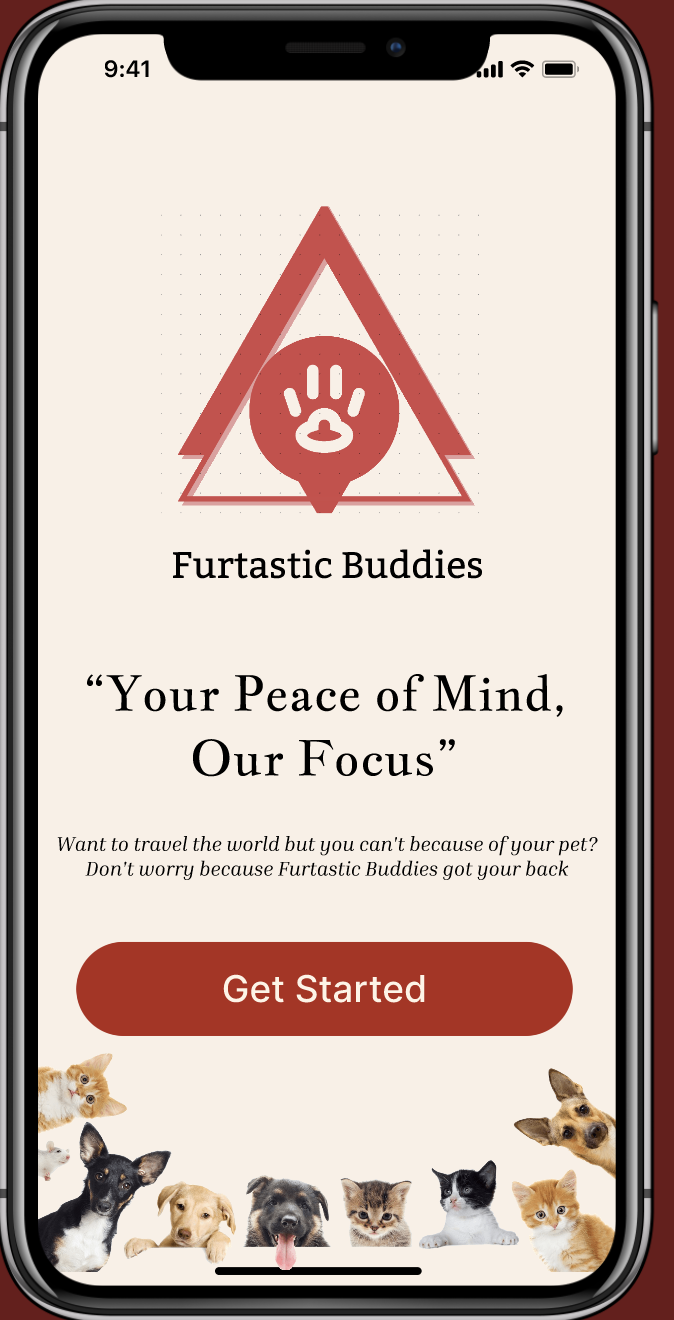 9:41
Furtastic Buddies
“Your Peace of Mind,
Our Focus”
Want to travel the world but you can't because of your pet?
Don't worry because Furtastic Buddies got your back
Get Started